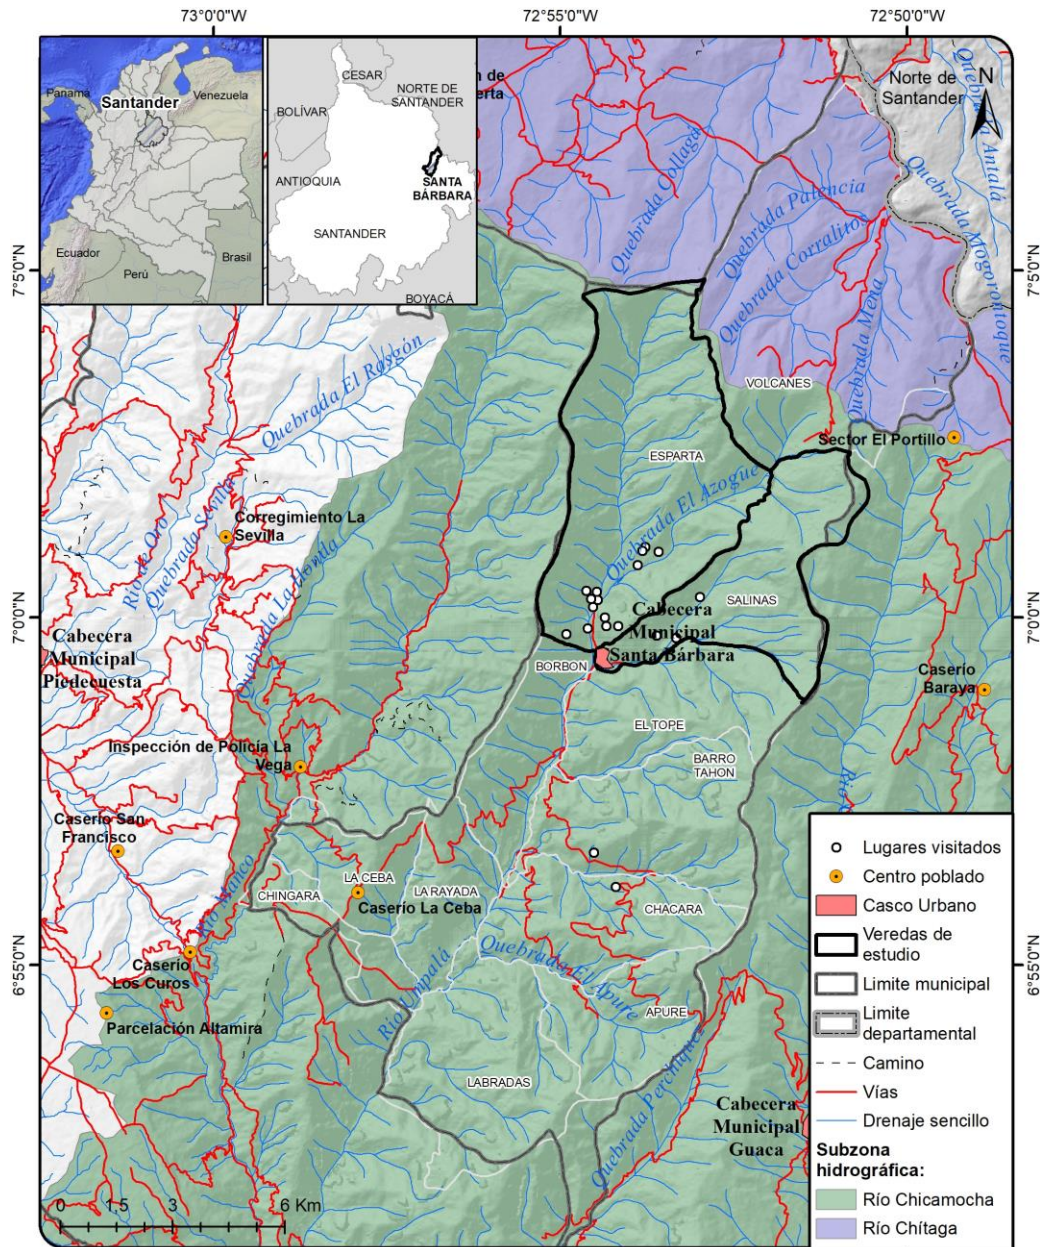 73°0'0"W
72°55'0"W
72°50'0"W
Panamá
Santander
Venezuela
Ecuador
Perú
Brasil
CESAR
NORTE DE
SANTANDER
BOLÍVAR
ANTIOQUIA
SANTA
BÁRBARA
SANTANDER
BOYACÁ
n de
erta
Norte de
Santander
N
Quebrada Antalá
Quebrada Collaga
Quebrada Palencia
Quebrada Corralitos
Quebrada Mogorontoque
Quebrada Mena
7°5'0"N
7°5'0"N
Quebrada El Rasgón
VOLCANES
Sector El Portillo
ESPARTA
Quebrada El Azogue
Río de Oro
Quebrada Sevilla
Corregimiento La
Sevilla
Quebrada La Honda
SALINAS
7°0'0"N
7°0'0"N
Cabecera
Municipal
Santa Bárbara
Cabecera
Municipal
Piedecuesta
BORBON
Caserío
Baraya
EL TOPE
Inspección de Policía La
Vega
BARRO
TAHON
Caserío San
Francisco
LA CEBA
CHINGARA
LA RAYADA
Caserío La Ceba
CHACARA
Río Manco
Caserío
Los Curos
Quebrada El Apure
Río Umpalá
6°55'0"N
6°55'0"N
Parcelación Altamira
APURE
LABRADAS
Quebrada Perchiquez
Cabecera
Municipal
Guaca
0 1,5 3 6 Km
Lugares visitados
Centro poblado
Casco Urbano
Veredas de
estudio
Limite municipal
Limite
departamental
Camino
Vías
Drenaje sencillo
Subzona
hidrográfica:
Río Chicamocha
Río Chítaga